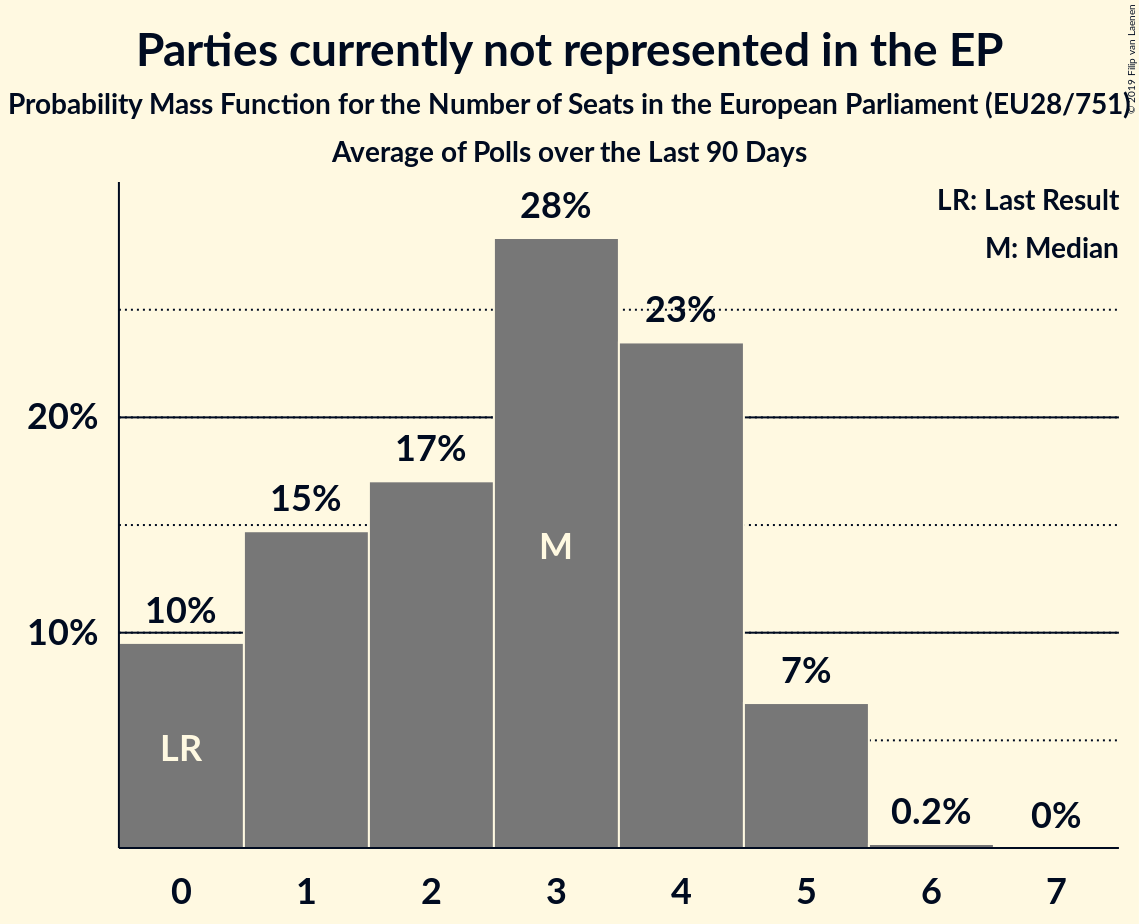 Parties currently not represented in the EP
Probability Mass Function for the Number of Seats in the European Parliament (EU28/751)
Average of Polls over the Last 90 Days
© 2019 Filip van Laenen
LR: Last Result
M: Median
28%
23%
20%
17%
15%
M
10%
10%
7%
LR
0.2%
0%
0 1 2 3 4 5 6 7